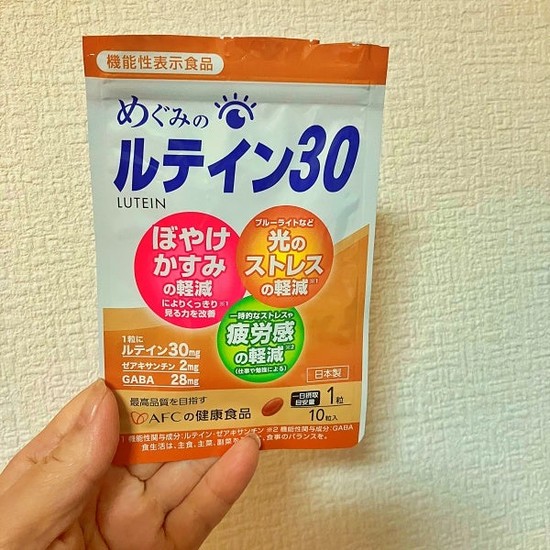 機能性表示食品
めぐみの
ルテイン30
LUTEIN
ぼやけ
かすみ
の軽減
によりくっきり※1
見る力を改善
ブルーライトなど
光の
ストレス
の軽減※1
一時的なストレスや
疲労感
の軽減※2
(仕事や勉強による)
1粒に
ルテイン30mg
ゼアキサンチン 2mg
GABA 28mg
日本製
最高品質を目指す
AFCの健康食品
一日摂取
目安量 1粒
10粒入
1 機能性関与成分:ルテイン・ゼアキサンチン ※2 機能性関与成分:GABA
食生活は、主食、主菜、副菜を 食事のバランスを。